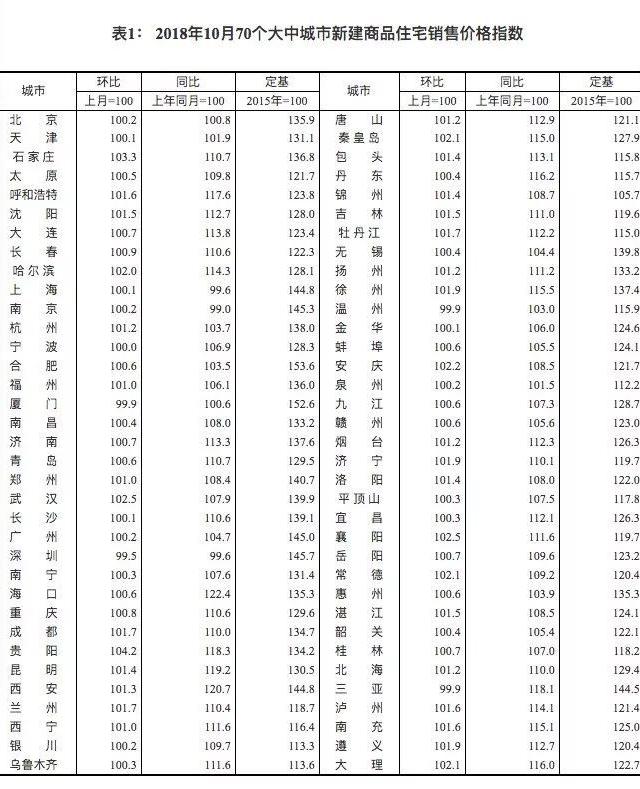 表1： 2018年10月70个大中城市新建商品住宅销售价格指数
城市 环比 同比 定基 城市 环比 同比 定基
上月=100 上年同月=100 2015年=100 上月=100 上年同月=100 2015年=100
北京 100.2 100.8 135.9 唐山 101.2 112.9 121.1
天津 100.1 101.9 131.1 秦皇岛 102.1 115.0 127.9
石家庄 103.3 110.7 136.8 包头 101.4 113.1 115.8
太原 100.5 109.8 121.7 丹东 100.4 116.2 115.7
呼和浩特 101.6 117.6 123.8 锦州 101.4 108.7 105.7
沈阳 101.5 112.7 128.0 吉林 101.5 111.0 119.6
大连 100.7 113.8 123.4 牡丹江 101.7 112.2 115.0
长春 100.9 110.6 122.3 无锡 100.4 104.4 139.8
哈尔滨 102.0 114.3 128.1 扬州 101.2 111.2 133.2
上海 100.1 99.6 144.8 徐州 101.9 115.5 137.4
南京 100.2 99.0 145.3 温州 99.9 103.0 115.9
杭州 101.2 103.7 138.0 金华 100.1 106.0 124.6
宁波 100.0 106.9 128.3 蚌埠 100.6 105.5 124.1
合肥 100.6 103.5 153.6 安庆 102.2 108.5 121.7
福州 101.0 106.1 136.0 泉州 100.2 101.5 112.2
厦门 99.9 100.6 152.6 九江 100.6 107.3 128.7
南昌 100.4 108.0 133.2 赣州 100.6 105.6 123.0
济南 100.7 113.3 137.6 烟台 101.2 112.3 126.3
青岛 100.6 110.7 129.5 济宁 101.9 110.1 119.7
郑州 101.0 108.4 140.7 洛阳 101.4 108.0 122.0
武汉 102.5 107.9 139.9 平顶山 100.3 107.5 117.8
长沙 100.1 110.6 139.1 宜昌 100.3 112.1 126.3
广州 100.2 104.7 145.0 襄阳 102.5 111.6 119.7
深圳 99.5 99.6 145.7 岳阳 100.7 109.6 123.2
南宁 100.3 107.6 131.4 常德 102.1 109.2 120.4
海口 100.6 122.4 135.3 惠州 100.6 103.9 135.3
重庆 100.8 110.6 129.6 湛江 101.5 108.5 124.1
成都 101.7 110.0 134.7 韶关 100.4 105.4 122.1
贵阳 104.2 118.3 134.2 桂林 100.7 107.0 118.2
昆明 101.4 119.2 130.5 北海 101.2 110.0 129.4
西安 101.3 120.7 144.8 三亚 99.9 118.1 144.5
兰州 101.7 110.4 118.7 泸州 101.6 114.1 121.4
西宁 101.0 111.6 116.4 南充 101.6 115.1 125.0
银川 100.2 109.7 113.3 遵义 101.9 112.7 120.4
乌鲁木齐 100.3 111.6 113.6 大理 102.1 116.0 122.7